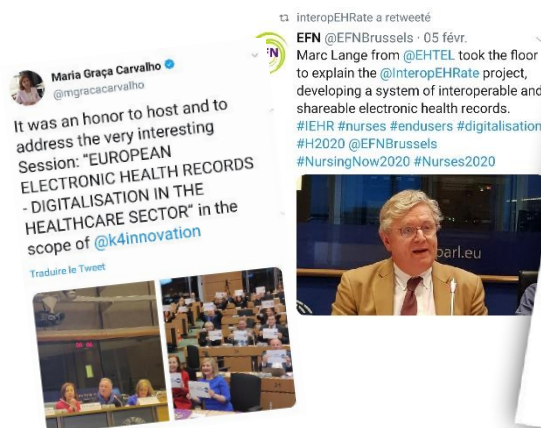 Maria Graça Carvalho
@mgracacarvalho
It was an honor to host and to
address the very interesting
Session: "EUROPEAN
ELECTRONIC HEALTH RECORDS
- DIGITALISATION IN THE
HEALTHCARE SECTOR" in the
scope of @k4innovation
Traduire le Tweet
interopEHRate a retweeté
FN
EFN @EFNBrussels · 05 févr.
Marc Lange from @EHTEL took the floor
to explain the @InteropEHRate project,
developing a system of interoperable and
shareable electronic health records.
#IEHR #nurses #endusers #digitalisation
#H2020 @EFNBrussels
#NursingNow2020 #Nurses2020
parl.eu